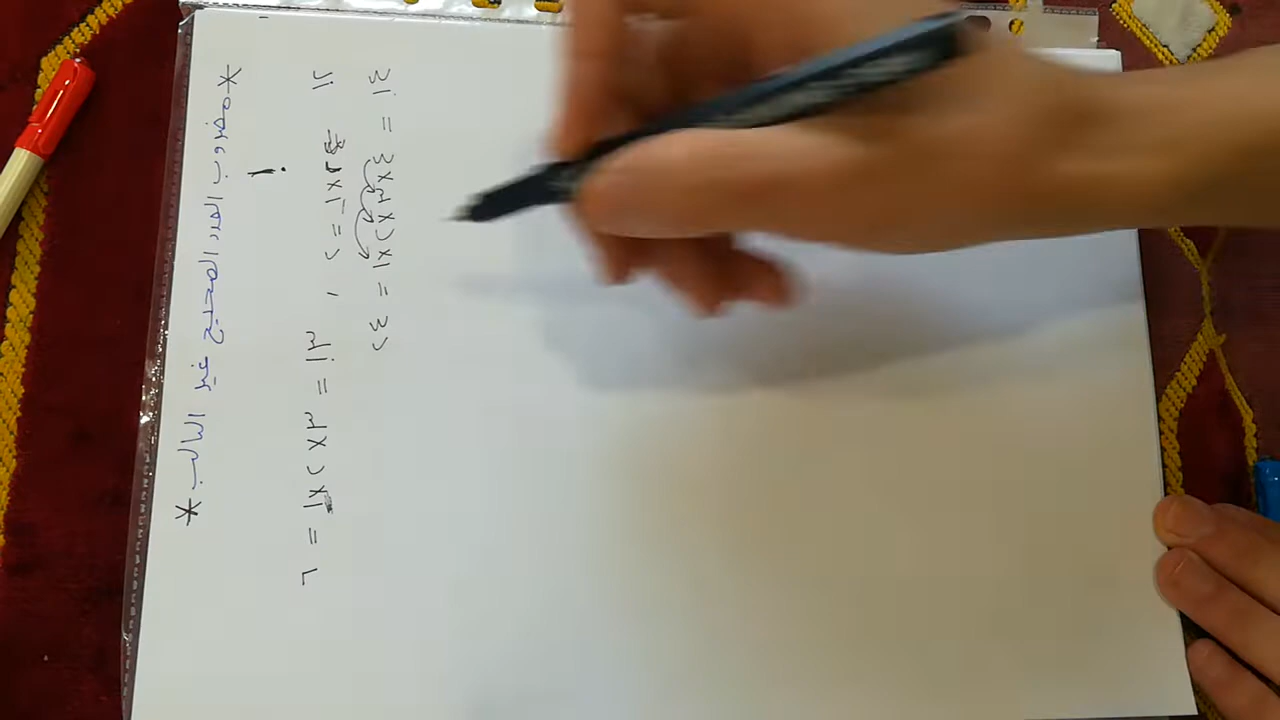 * مضروب العدد الصحيح غير السالب *
!
٢! = ٢×١ = ٢ , ٣! = ٣×٢×١ = ٦
٤! = ٤×٣×٢×١ = ٢٤